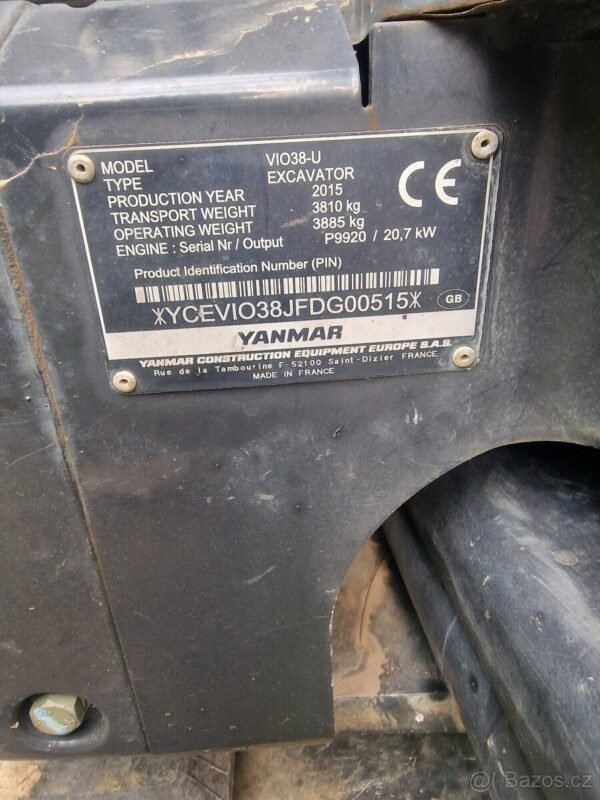 MODEL VIO38-U
TYPE EXCAVATOR
PRODUCTION YEAR 2015
TRANSPORT WEIGHT 3810 kg
OPERATING WEIGHT 3885 kg
ENGINE : Serial Nr / Output P9920 / 20,7 kW
CE
Product Identification Number (PIN)
*YCEVIO38JFDG00515*
GB
YANMAR
YANMAR CONSTRUCTION EQUIPMENT EUROPE S.A.S.
Rue de la Tambourine F-52100 Saint-Dizier FRANCE
MADE IN FRANCE
Bazos.cz